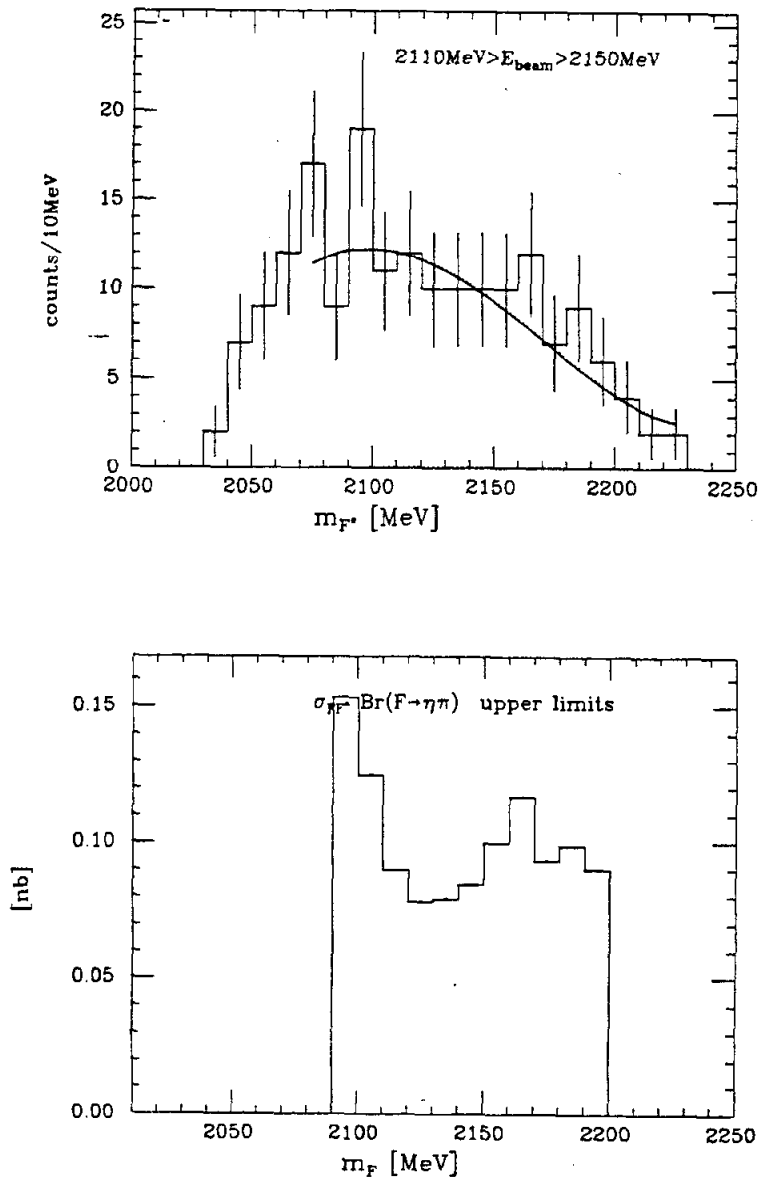 25
20
15
10
5
0
counts/10MeV
2110MeV>E_beam>2150MeV
2000 2050 2100 2150 2200 2250
m_F* [MeV]
0.15
0.10
0.05
0.00
[nb]
Br(F→ηπ) upper limits
2050 2100 2150 2200 2250
m_F [MeV]